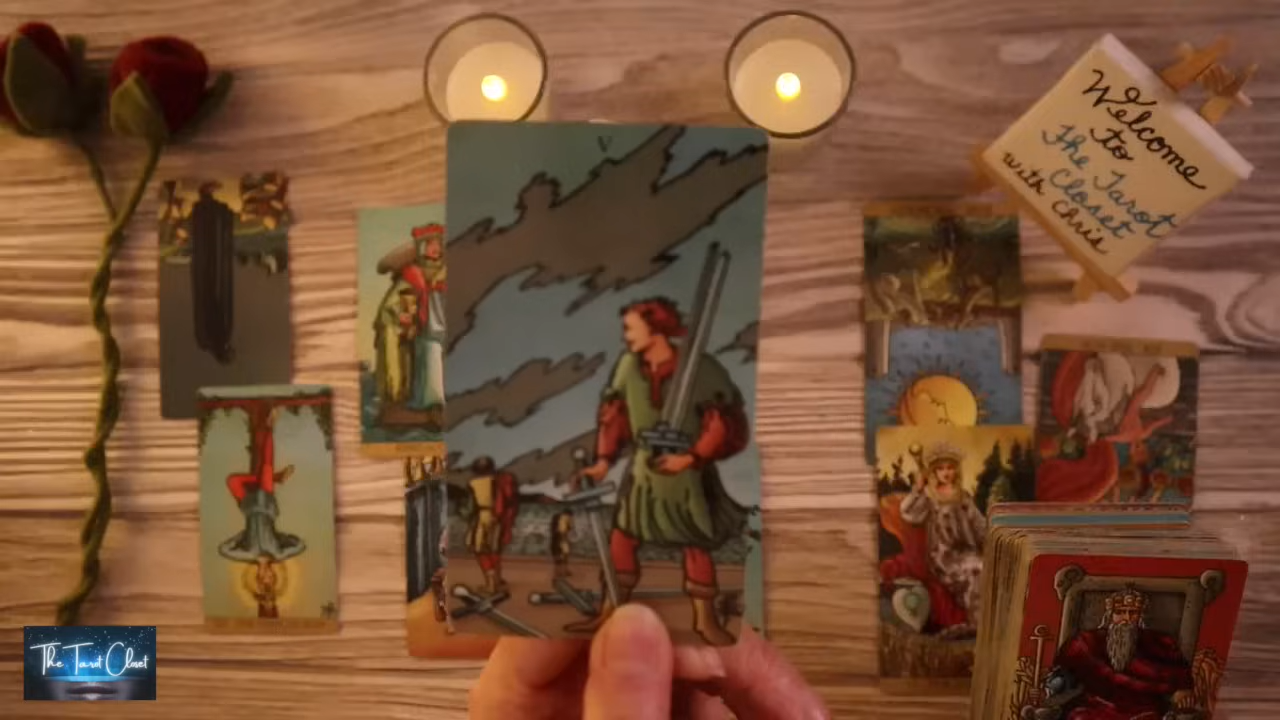 V
Welcome
to
The Tarot
Closet
with Chris
The Tarot Closet